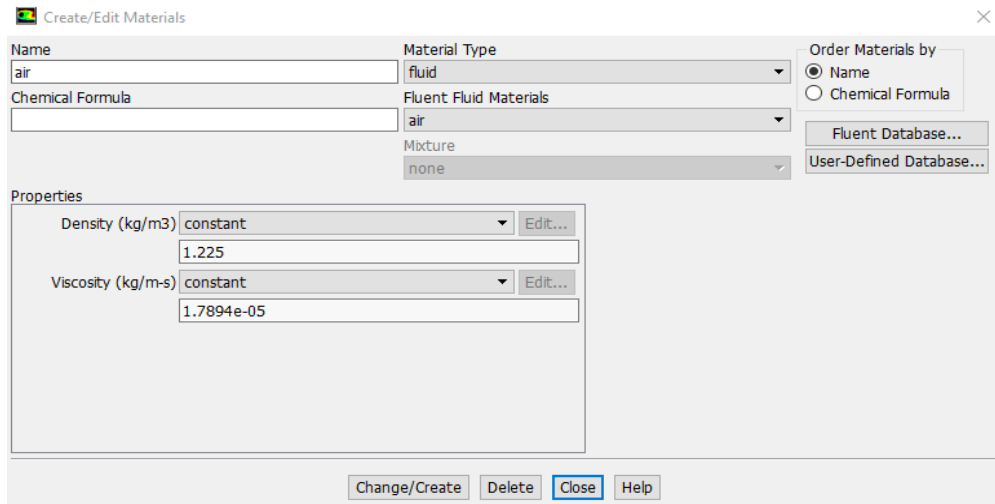 Create/Edit Materials
Name
air
Chemical Formula
Material Type
fluid
Fluent Fluid Materials
air
Mixture
none
Order Materials by
Name
Chemical Formula
Fluent Database...
User-Defined Database...
Properties
Density (kg/m3) constant Edit...
1.225
Viscosity (kg/m-s) constant Edit...
1.7894e-05
Change/Create Delete Close Help